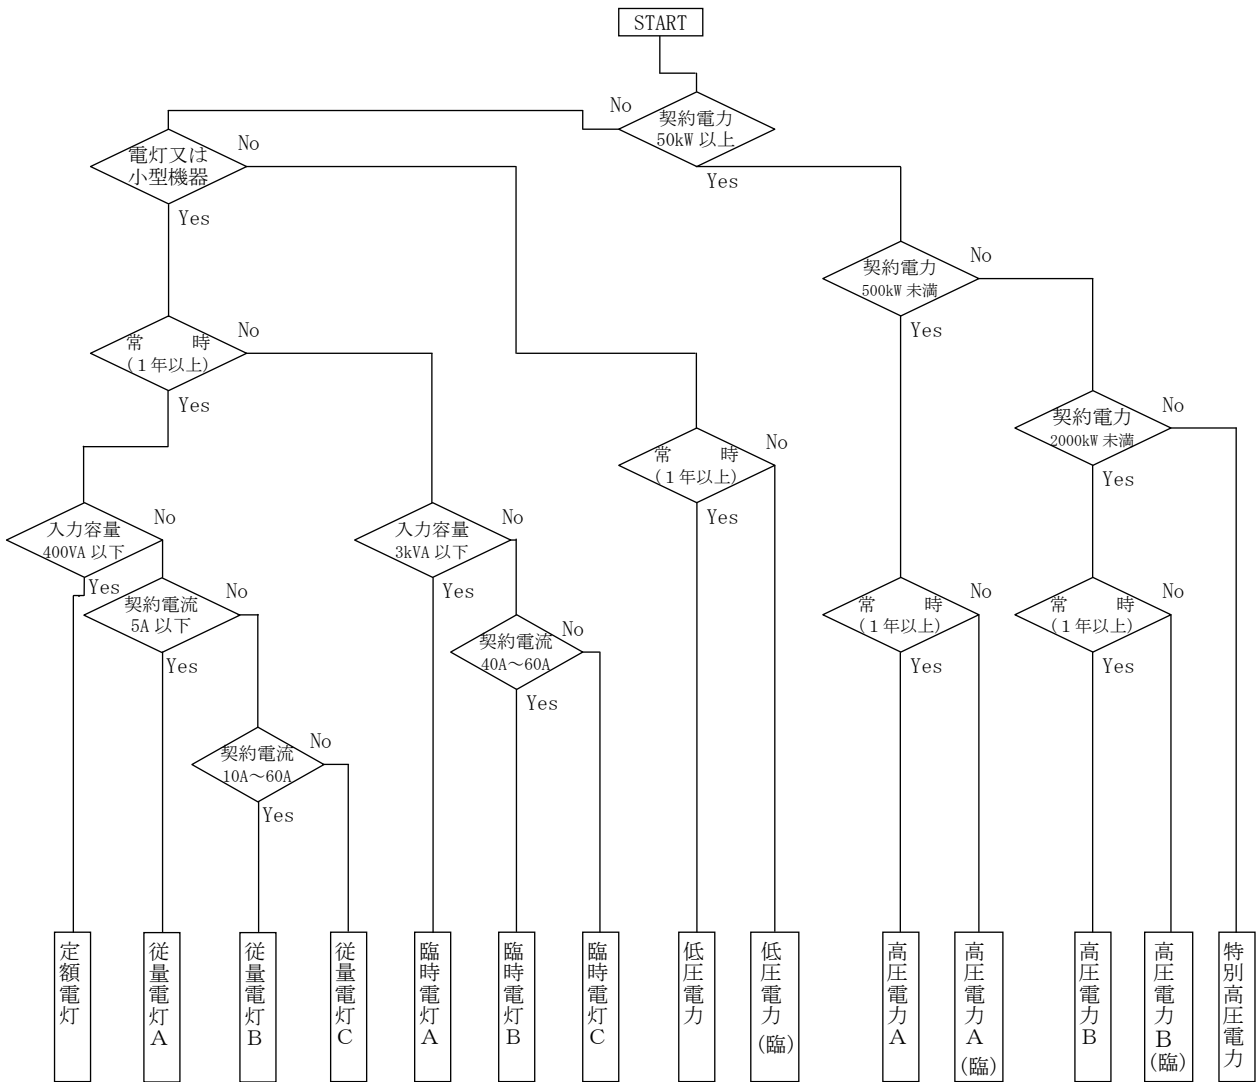 START
No
契約電力
50kW 以上
Yes
電灯又は
小型機器
No
Yes
契約電力
500kW 未満
No
Yes
常　　時
(１年以上)
No
Yes
契約電力
2000kW 未満
No
Yes
常　　時
(１年以上)
No
Yes
入力容量
400VA 以下
No
Yes
入力容量
3kVA 以下
No
Yes
契約電流
5A 以下
No
Yes
常　　時
(１年以上)
No
Yes
常　　時
(１年以上)
No
Yes
契約電流
40A～60A
No
Yes
契約電流
10A～60A
No
Yes
定額電灯
従量電灯Ａ
従量電灯Ｂ
従量電灯Ｃ
臨時電灯Ａ
臨時電灯Ｂ
臨時電灯Ｃ
低圧電力
低圧電力(臨)
高圧電力Ａ
高圧電力Ａ(臨)
高圧電力Ｂ
高圧電力Ｂ(臨)
特別高圧電力